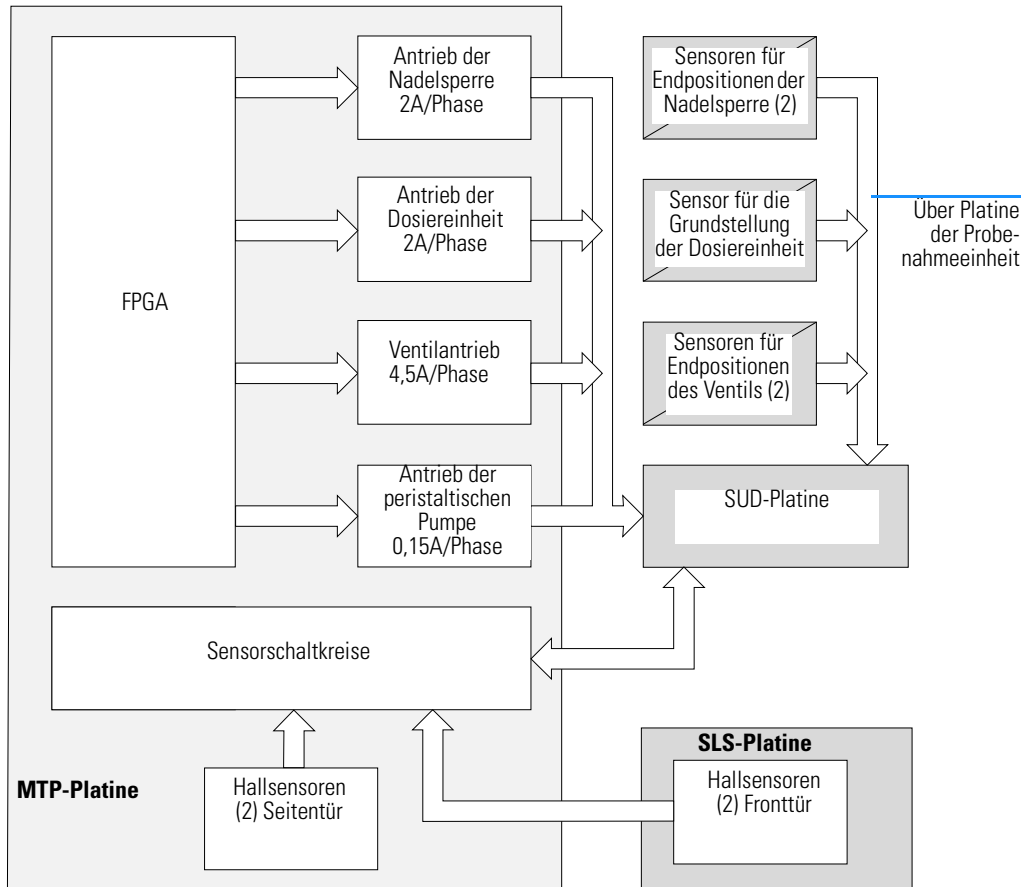 FPGA
Antrieb der
Nadelsperre
2A/Phase
Antrieb der
Dosiereinheit
2A/Phase
Ventilantrieb
4,5A/Phase
Antrieb der
peristaltischen
Pumpe
0,15A/Phase
Sensoren für
Endpositionen der
Nadelsperre (2)
Sensor für die
Grundstellung
der Dosiereinheit
Sensoren für
Endpositionen
des Ventils (2)
Über Platine
der Probe-
nahmeeinheit
SUD-Platine
Sensorschaltkreise
MTP-Platine
Hallsensoren
(2) Seitentür
SLS-Platine
Hallsensoren
(2) Fronttür